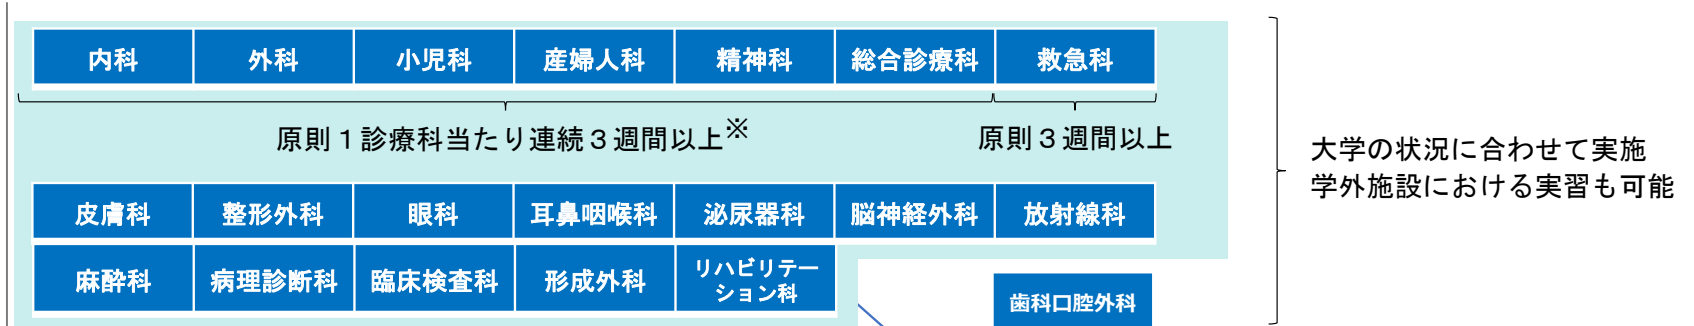 内科 外科 小児科 産婦人科 精神科 総合診療科 救急科
原則１診療科当たり連続３週間以上※ 原則３週間以上
大学の状況に合わせて実施
学外施設における実習も可能
皮膚科 整形外科 眼科 耳鼻咽喉科 泌尿器科 脳神経外科 放射線科
麻酔科 病理診断科 臨床検査科 形成外科 リハビリテー
ション科
歯科口腔外科